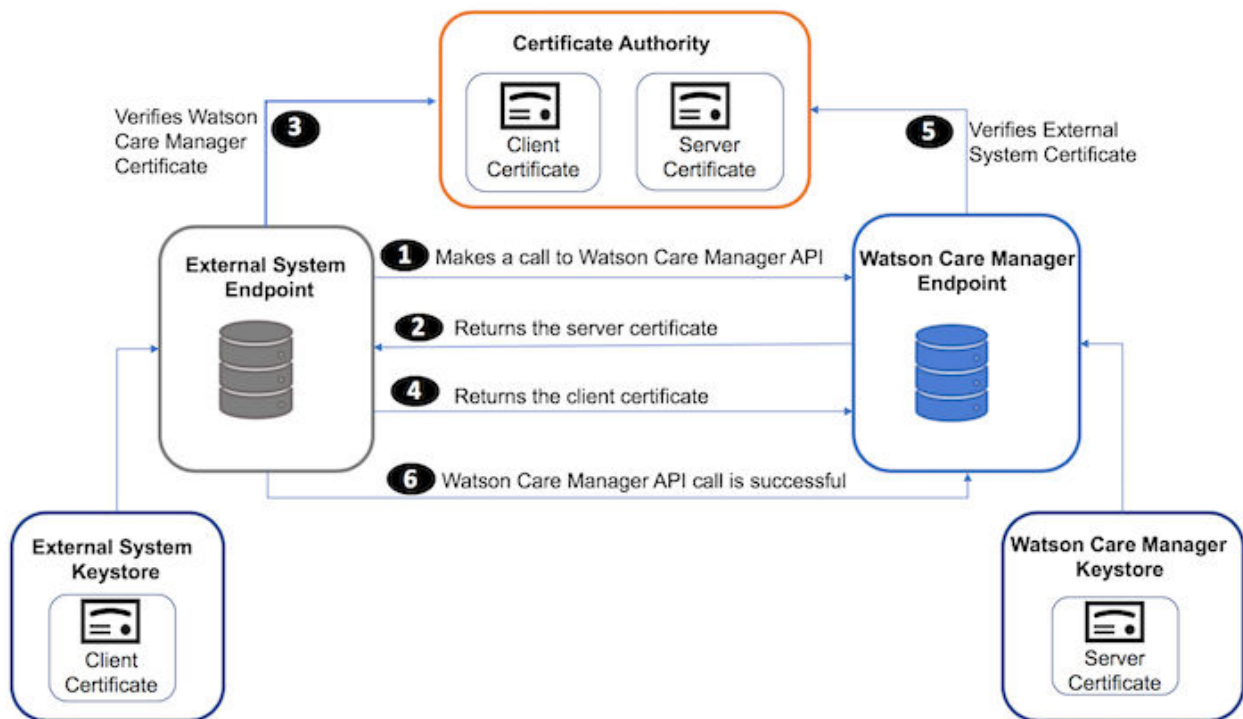 Certificate Authority
Client
Certificate
Server
Certificate
Verifies Watson
Care Manager
Certificate
3
5
Verifies External
System Certificate
External System
Endpoint
1 Makes a call to Watson Care Manager API
Watson Care Manager
Endpoint
2 Returns the server certificate
4 Returns the client certificate
6 Watson Care Manager API call is successful
External System
Keystore
Client
Certificate
Watson Care Manager
Keystore
Server
Certificate